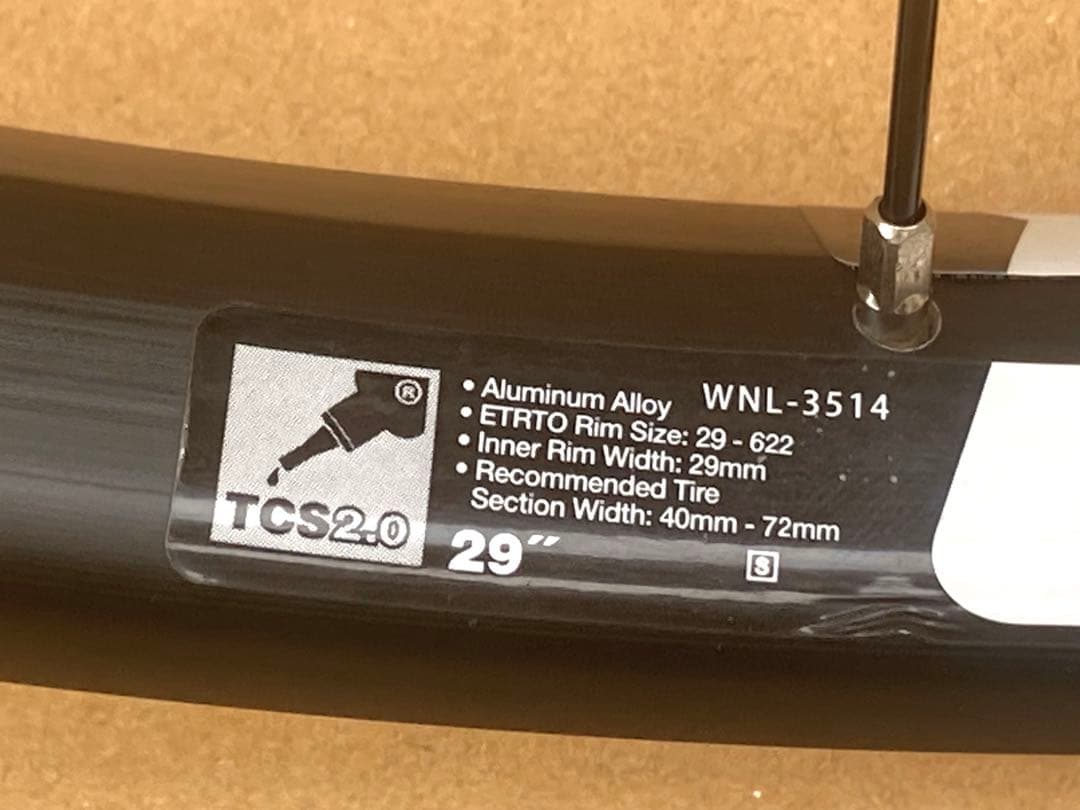 ®
TCS2.0
• Aluminum Alloy WNL-3514
• ETRTO Rim Size: 29 - 622
• Inner Rim Width: 29mm
• Recommended Tire
Section Width: 40mm - 72mm
29″
S